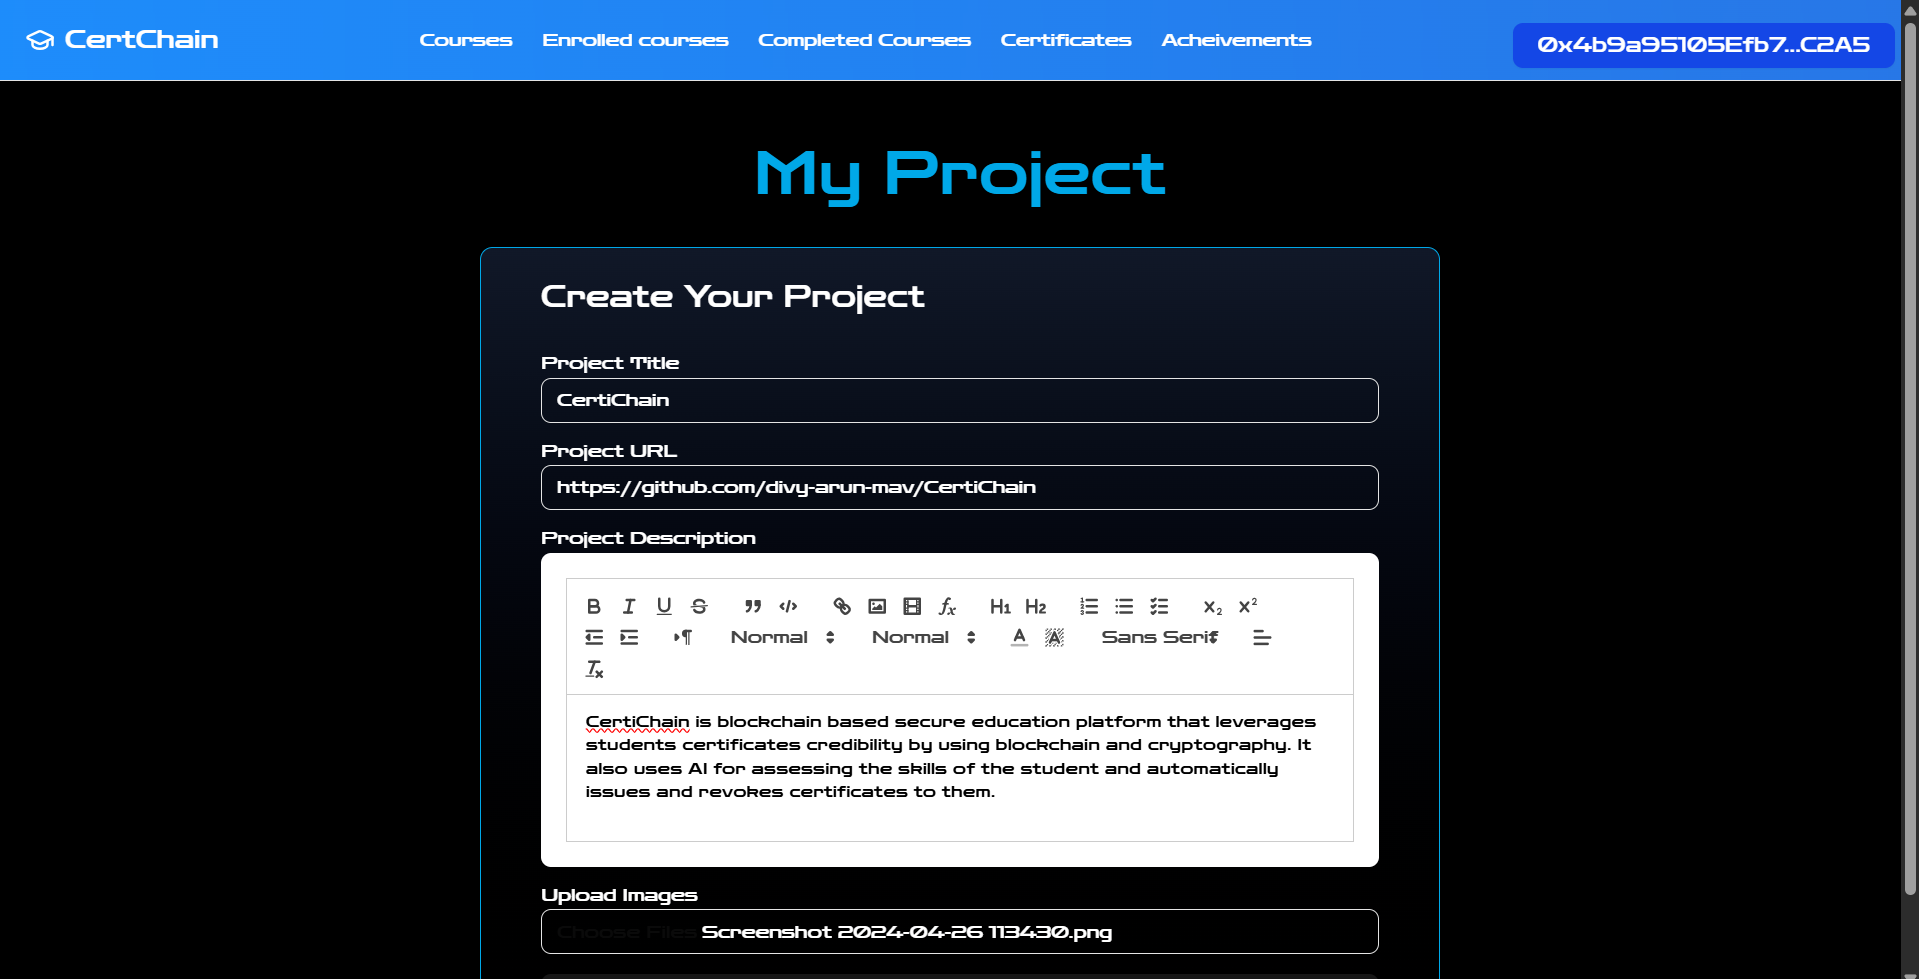 CertChain
Courses Enrolled courses Completed Courses Certificates Acheivements
0x4b9a95105Efb7...C2A5
My Project
Create Your Project
Project Title
CertiChain
Project URL
https://github.com/divy-arun-mav/CertiChain
Project Description
B I U S H1 H2 x2 x2
Normal Normal A A Sans Serif
Tx
CertiChain is blockchain based secure education platform that leverages
students certificates credibility by using blockchain and cryptography. It
also uses AI for assessing the skills of the student and automatically
issues and revokes certificates to them.
Upload Images
Choose Files Screenshot 2024-04-26 113430.png